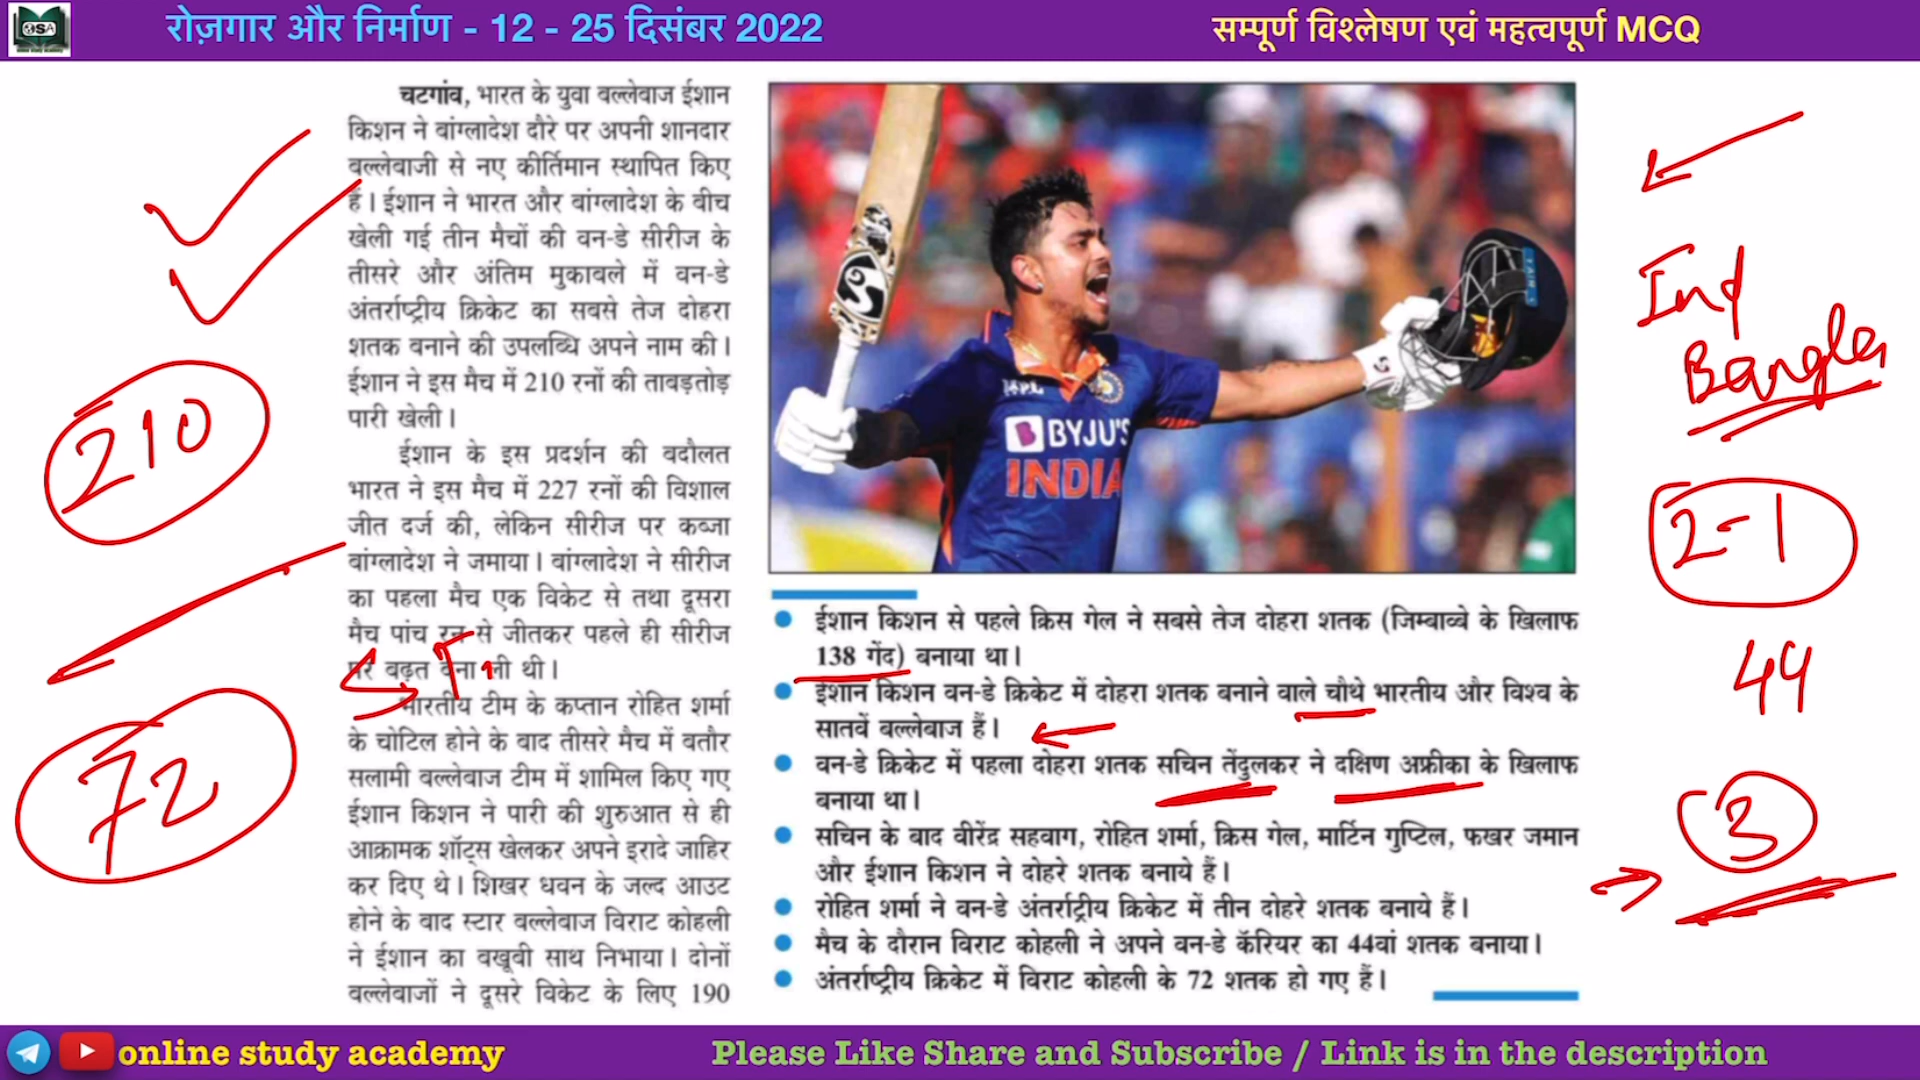 OSA
रोज़गार और निर्माण - 12 - 25 दिसंबर 2022
सम्पूर्ण विश्लेषण एवं महत्वपूर्ण MCQ
चटगांव, भारत के युवा बल्लेबाज ईशान
किशन ने बांग्लादेश दौरे पर अपनी शानदार
बल्लेबाजी से नए कीर्तिमान स्थापित किए
हैं। ईशान ने भारत और बांग्लादेश के बीच
खेली गई तीन मैचों की वन-डे सीरीज के
तीसरे और अंतिम मुकाबले में वन-डे
अंतर्राष्ट्रीय क्रिकेट का सबसे तेज दोहरा
शतक बनाने की उपलब्धि अपने नाम की।
ईशान ने इस मैच में 210 रनों की ताबड़तोड़
पारी खेली।
ईशान के इस प्रदर्शन की बदौलत
भारत ने इस मैच में 227 रनों की विशाल
जीत दर्ज की, लेकिन सीरीज पर कब्जा
बांग्लादेश ने जमाया। बांग्लादेश ने सीरीज
का पहला मैच एक विकेट से तथा दूसरा
मैच पांच रन से जीतकर पहले ही सीरीज
पर बढ़त बना ली थी।
भारतीय टीम के कप्तान रोहित शर्मा
के चोटिल होने के बाद तीसरे मैच में बतौर
सलामी बल्लेबाज टीम में शामिल किए गए
ईशान किशन ने पारी की शुरुआत से ही
आक्रामक शॉट्स खेलकर अपने इरादे जाहिर
कर दिए थे। शिखर धवन के जल्द आउट
होने के बाद स्टार बल्लेबाज विराट कोहली
ने ईशान का बखूबी साथ निभाया। दोनों
बल्लेबाजों ने दूसरे विकेट के लिए 190
210
72
MPL
BYJU'S
INDIA
ईशान किशन से पहले क्रिस गेल ने सबसे तेज दोहरा शतक (जिम्बाब्वे के खिलाफ
138 गेंद) बनाया था।
ईशान किशन वन-डे क्रिकेट में दोहरा शतक बनाने वाले चौथे भारतीय और विश्व के
सातवें बल्लेबाज हैं।
वन-डे क्रिकेट में पहला दोहरा शतक सचिन तेंदुलकर ने दक्षिण अफ्रीका के खिलाफ
बनाया था।
सचिन के बाद वीरेंद्र सहवाग, रोहित शर्मा, क्रिस गेल, मार्टिन गुप्टिल, फखर जमान
और ईशान किशन ने दोहरे शतक बनाये हैं।
रोहित शर्मा ने वन-डे अंतर्राट्रीय क्रिकेट में तीन दोहरे शतक बनाये हैं।
मैच के दौरान विराट कोहली ने अपने वन-डे कॅरियर का 44वां शतक बनाया।
अंतर्राष्ट्रीय क्रिकेट में विराट कोहली के 72 शतक हो गए हैं।
Ind
2-1
44
3
online study academy
Please Like Share and Subscribe / Link is in the description